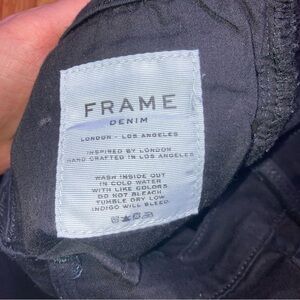 FRAME
DENIM
LONDON - LOS ANGELES
INSPIRED BY LONDON
HAND CRAFTED IN LOS ANGELES
WASH INSIDE OUT
IN COLD WATER
WITH LIKE COLORS
DO NOT BLEACH
TUMBLE DRY LOW
INDIGO WILL BLEED